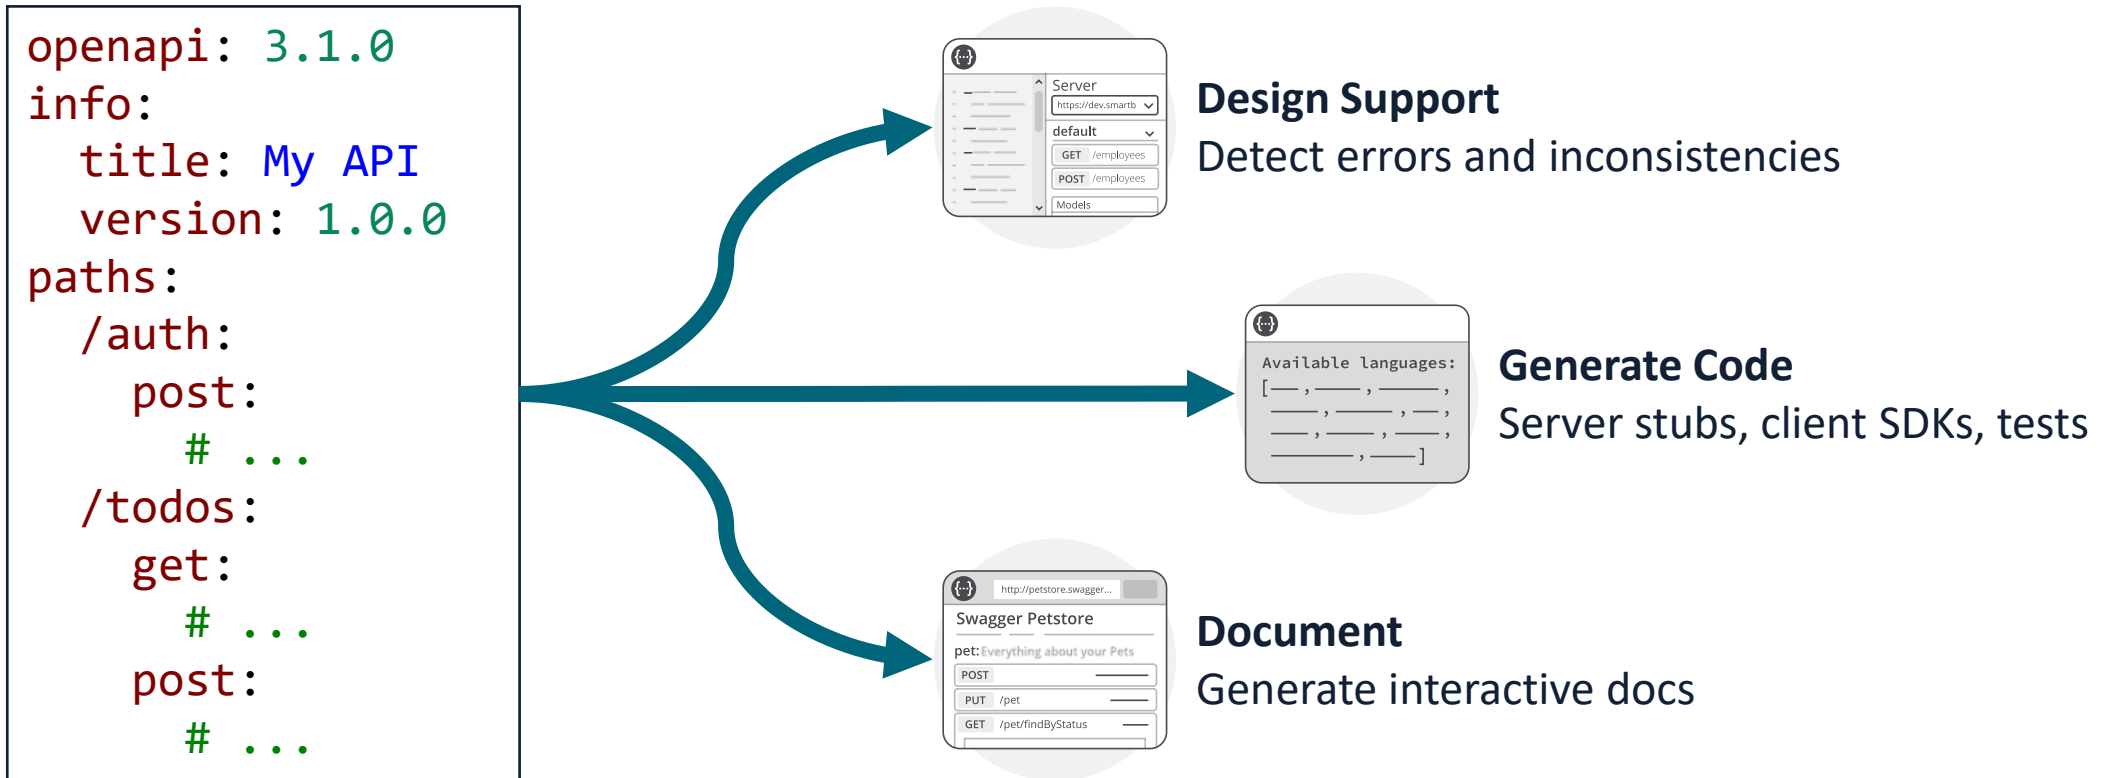 openapi: 3.1.0
info:
  title: My API
  version: 1.0.0
paths:
  /auth:
    post:
      # ...
  /todos:
    get:
      # ...
    post:
      # ...
{...}
Server
https://dev.smartb
default
GET /employees
POST /employees
Models
Design Support
Detect errors and inconsistencies
{...}
Available languages:
[ , , ,
, , ,
, , ,
, ]
Generate Code
Server stubs, client SDKs, tests
{...}
http://petstore.swagger...
Swagger Petstore
pet: Everything about your Pets
POST
PUT /pet
GET /pet/findByStatus
Document
Generate interactive docs